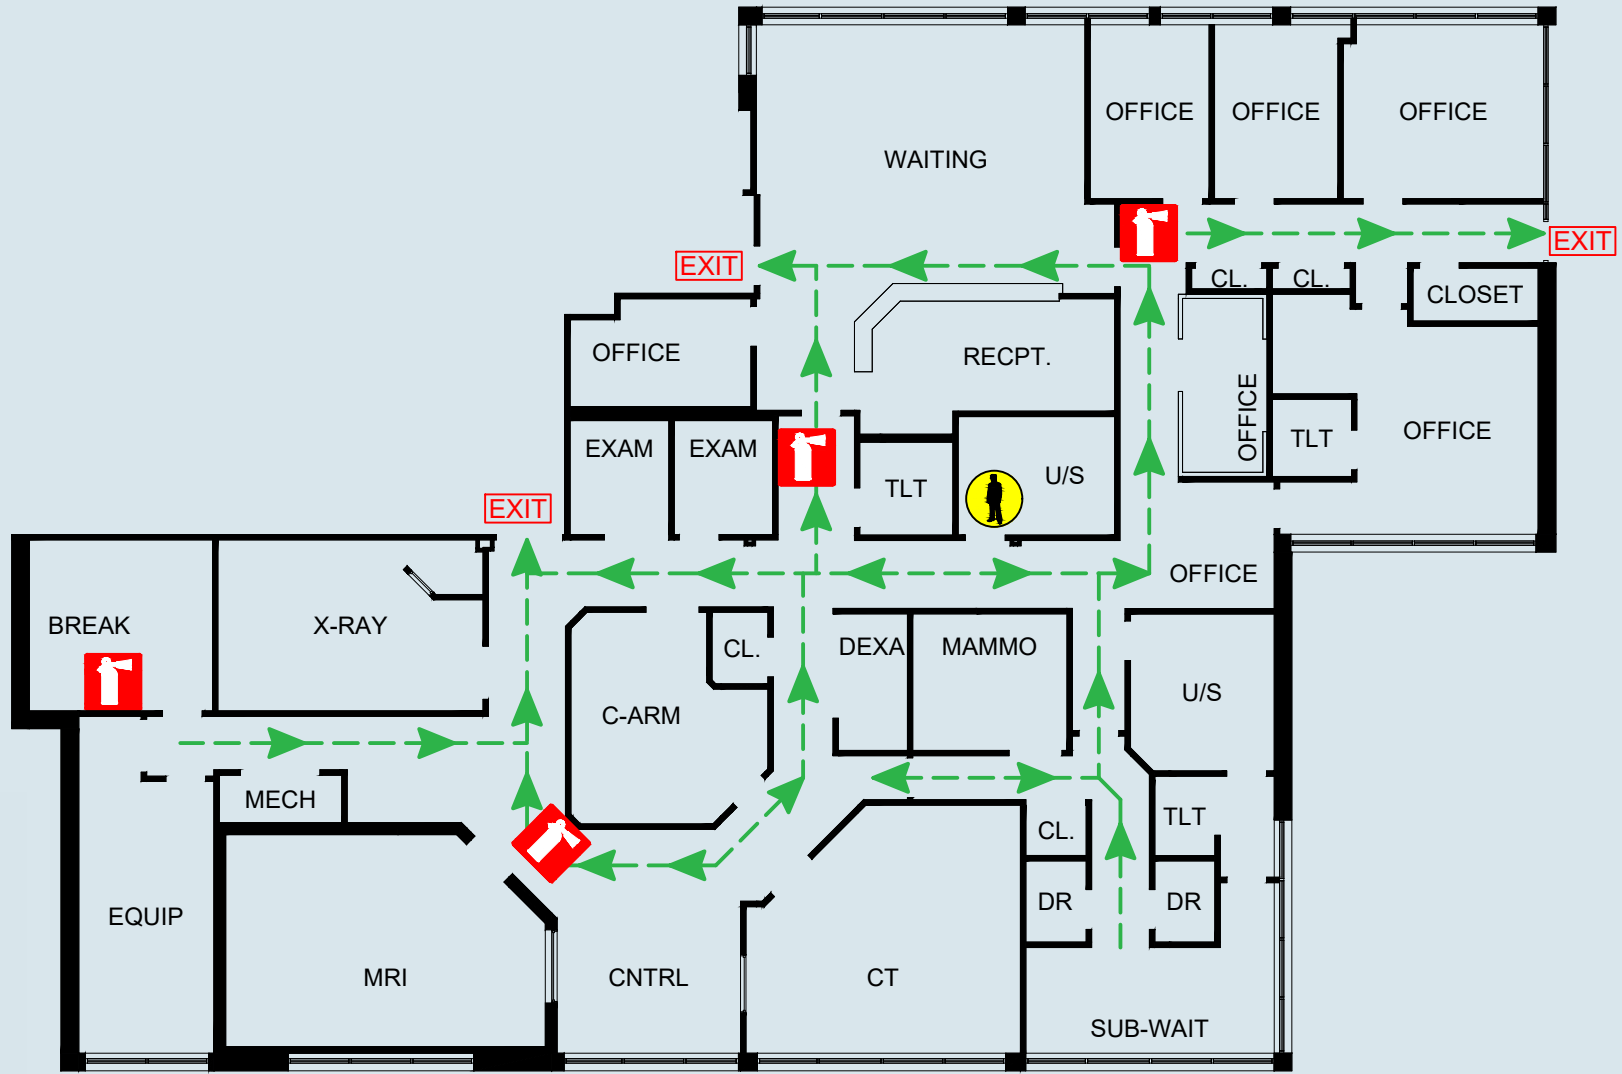 OFFICE
OFFICE
OFFICE
WAITING
EXIT
EXIT
CL.
CL.
CLOSET
OFFICE
RECPT.
OFFICE
TLT
OFFICE
EXAM
EXAM
TLT
U/S
EXIT
OFFICE
BREAK
X-RAY
CL.
DEXA
MAMMO
C-ARM
U/S
MECH
CL.
TLT
EQUIP
DR
DR
MRI
CNTRL
CT
SUB-WAIT